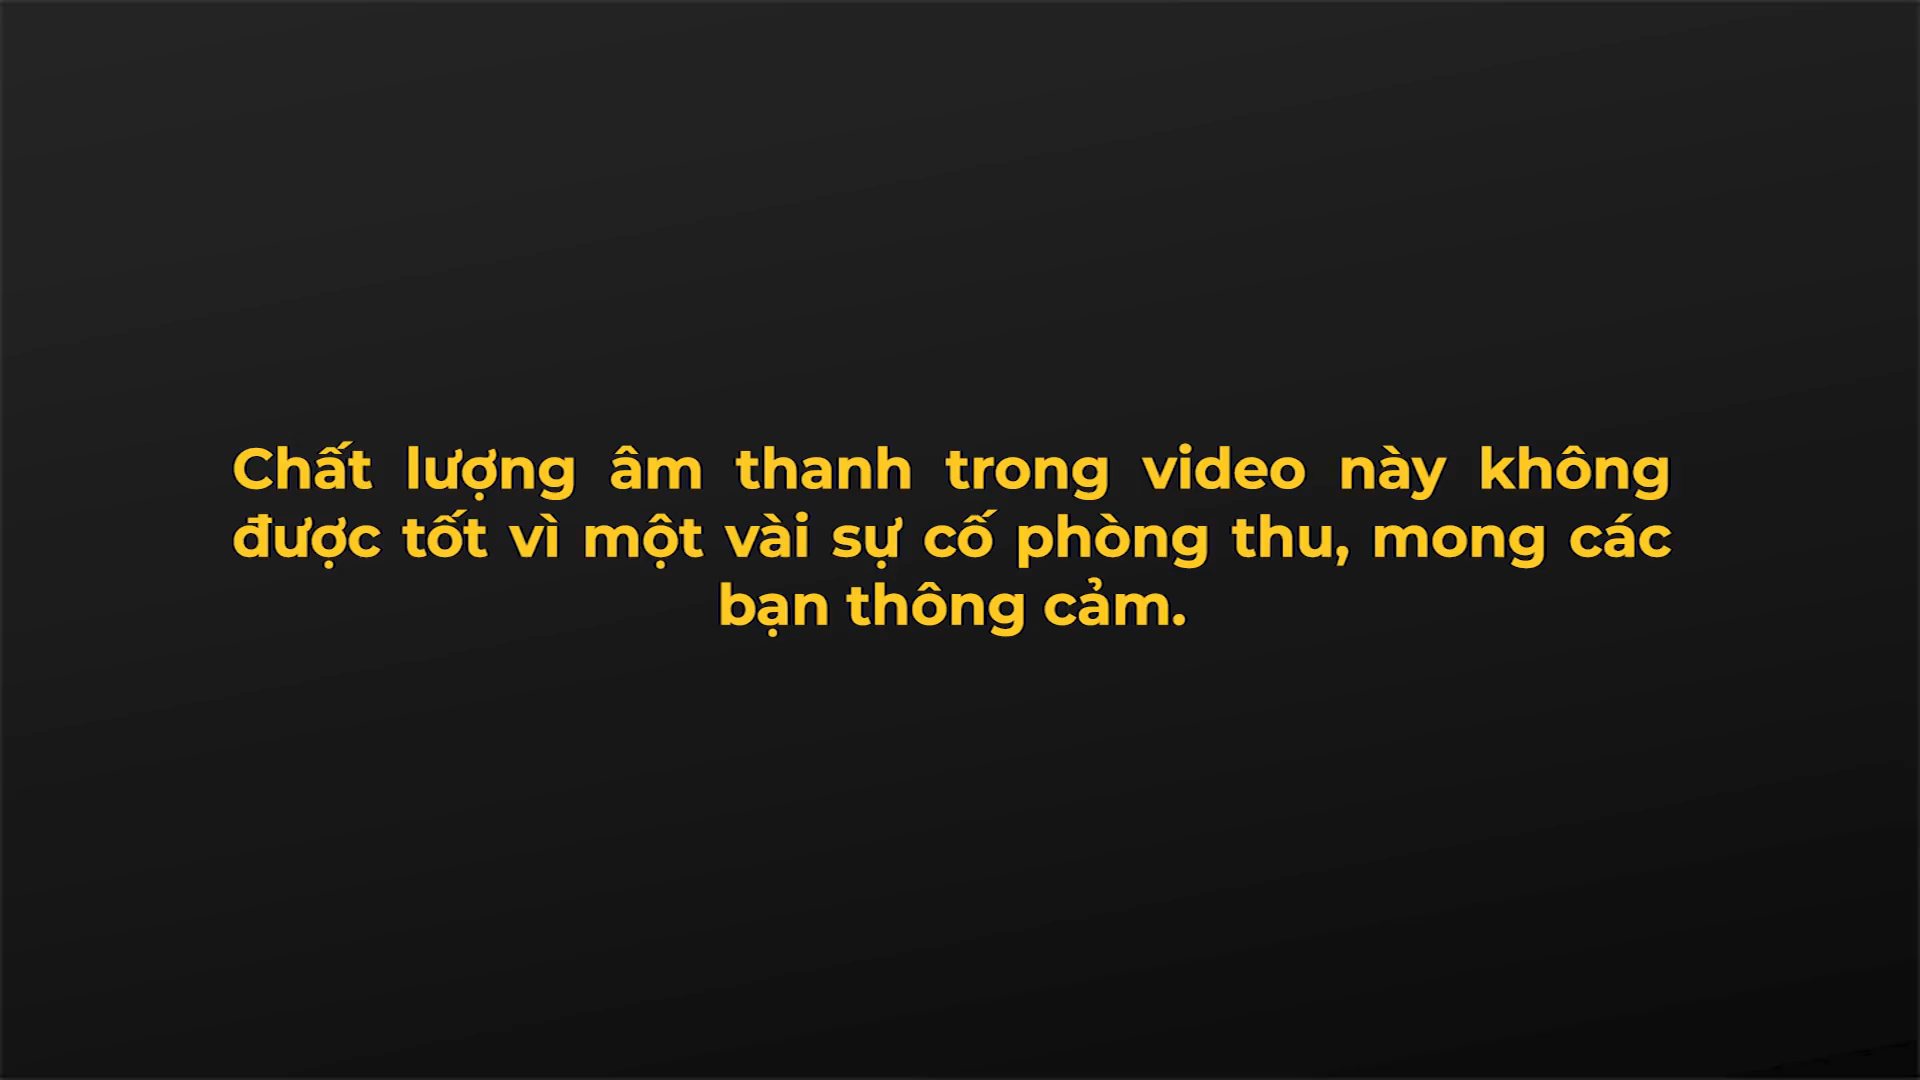 Chất lượng âm thanh trong video này không
được tốt vì một vài sự cố phòng thu, mong các
bạn thông cảm.